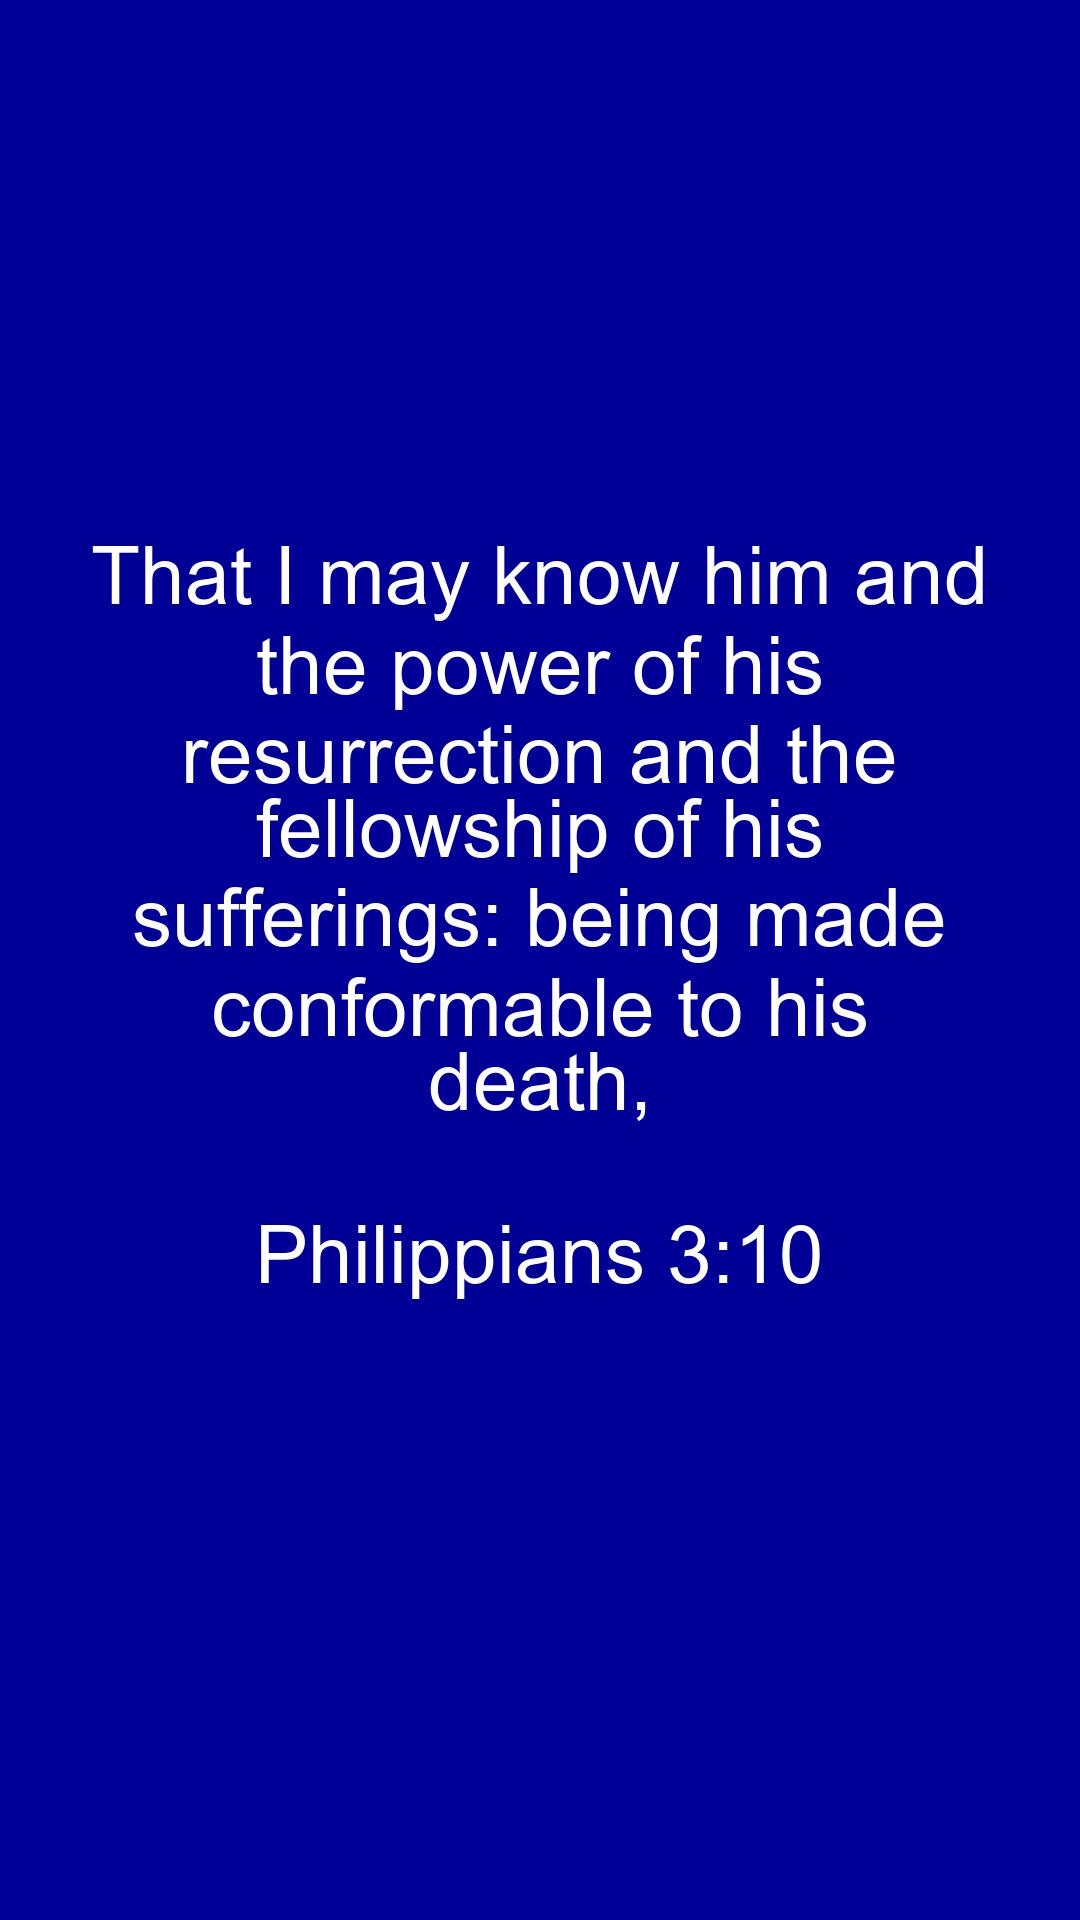 That I may know him and
the power of his
resurrection and the
fellowship of his
sufferings: being made
conformable to his
death,
Philippians 3:10